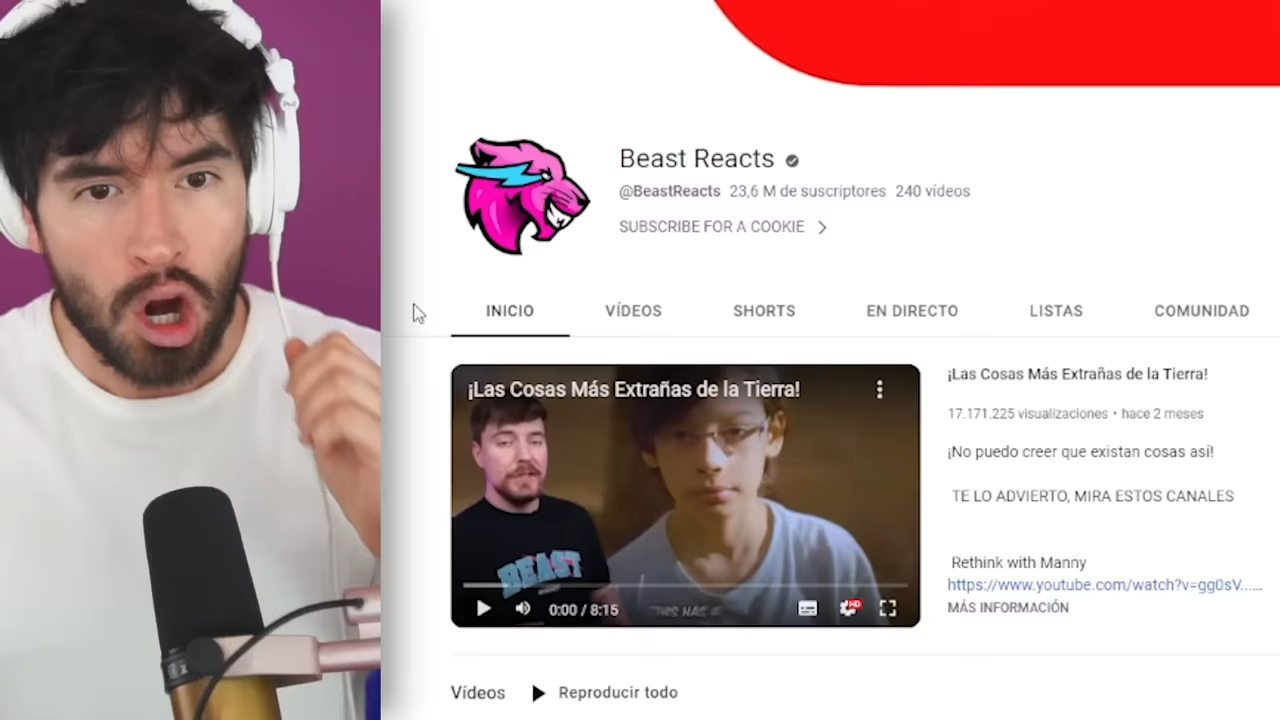 Beast Reacts
@BeastReacts 23,6 M de suscriptores 240 vídeos
SUBSCRIBE FOR A COOKIE
INICIO VÍDEOS SHORTS EN DIRECTO LISTAS COMUNIDAD
¡Las Cosas Más Extrañas de la Tierra!
BEAST
THIS HAS
0:00 / 8:15
HD
¡Las Cosas Más Extrañas de la Tierra!
17.171.225 visualizaciones • hace 2 meses
¡No puedo creer que existan cosas así!
TE LO ADVIERTO, MIRA ESTOS CANALES
Rethink with Manny
https://www.youtube.com/watch?v=gg0sV......
MÁS INFORMACIÓN
Vídeos Reproducir todo